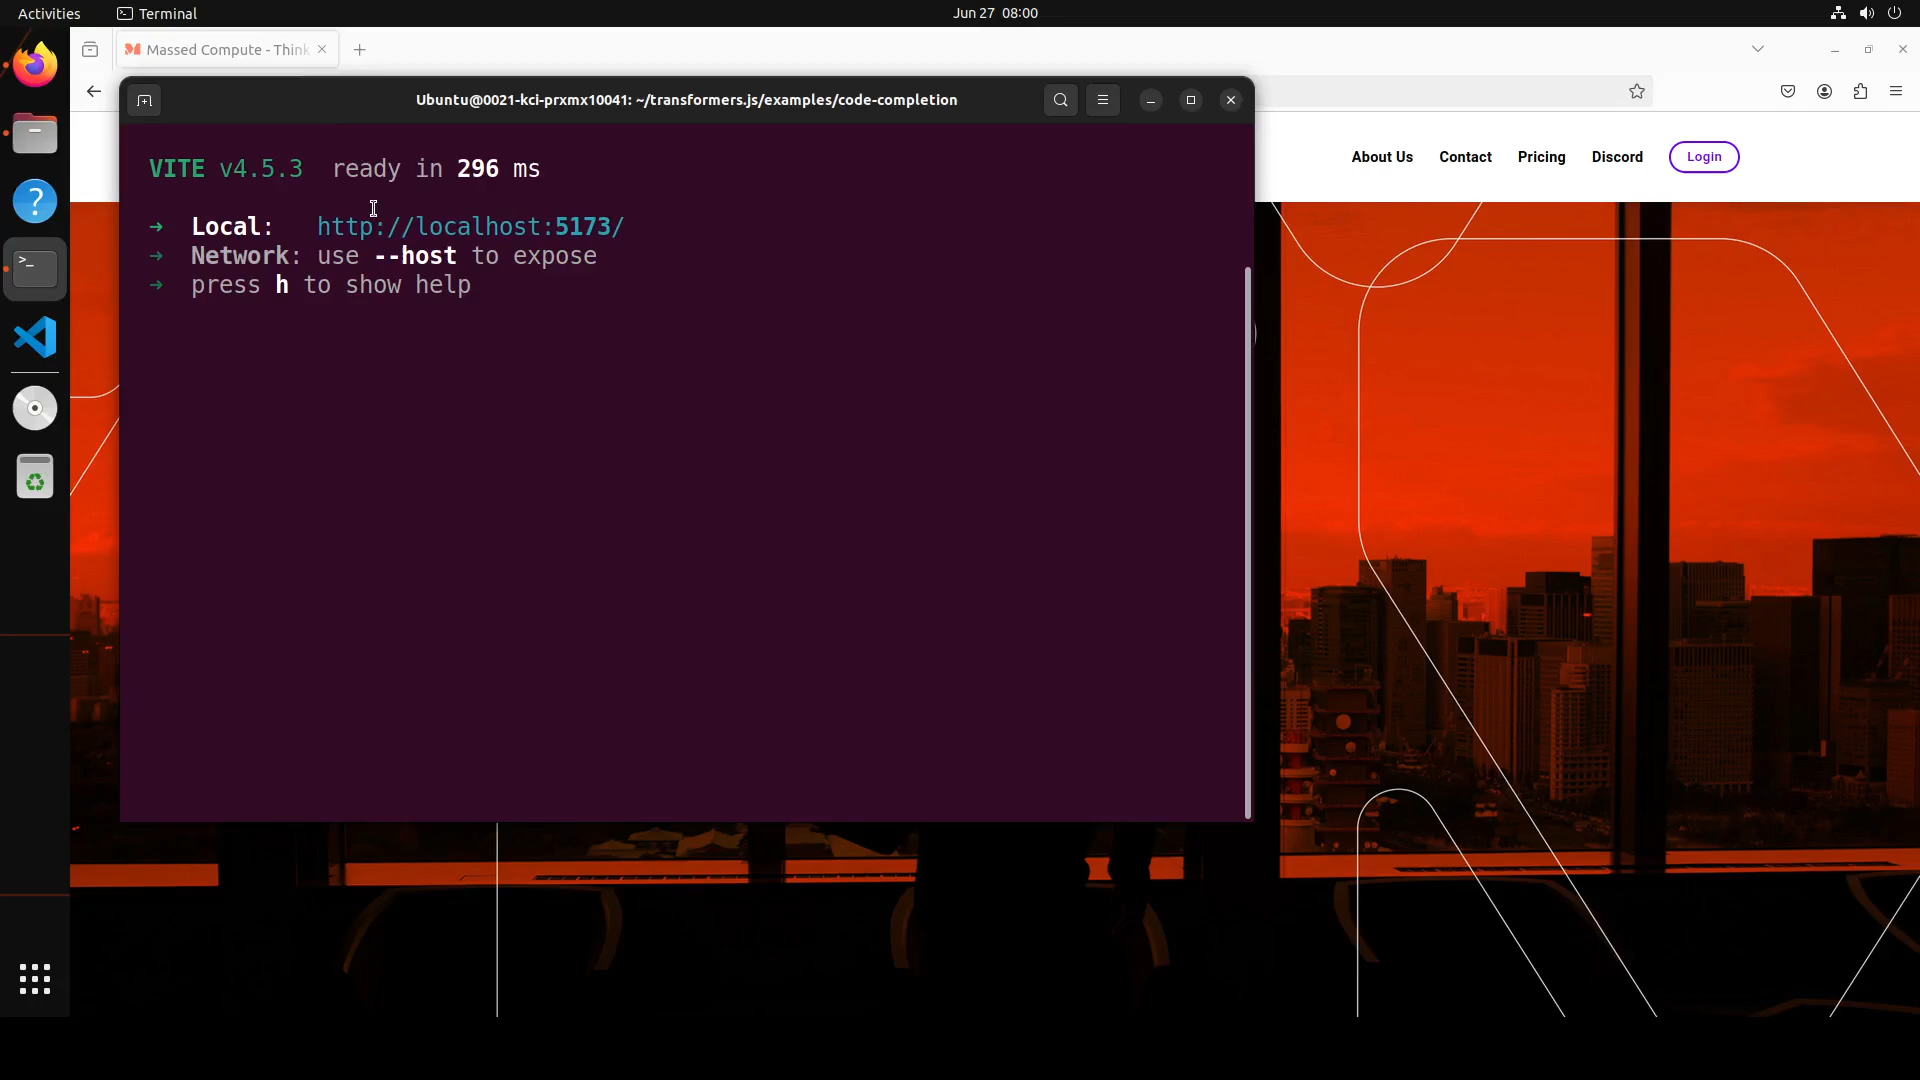 Activities
Terminal
Jun 27 08:00
Massed Compute - Think
Ubuntu@0021-kci-prxmx10041: ~/transformers.js/examples/code-completion
About Us
Contact
Pricing
Discord
Login
VITE v4.5.3 ready in 296 ms
➜ Local: http://localhost:5173/
➜ Network: use --host to expose
➜ press h to show help